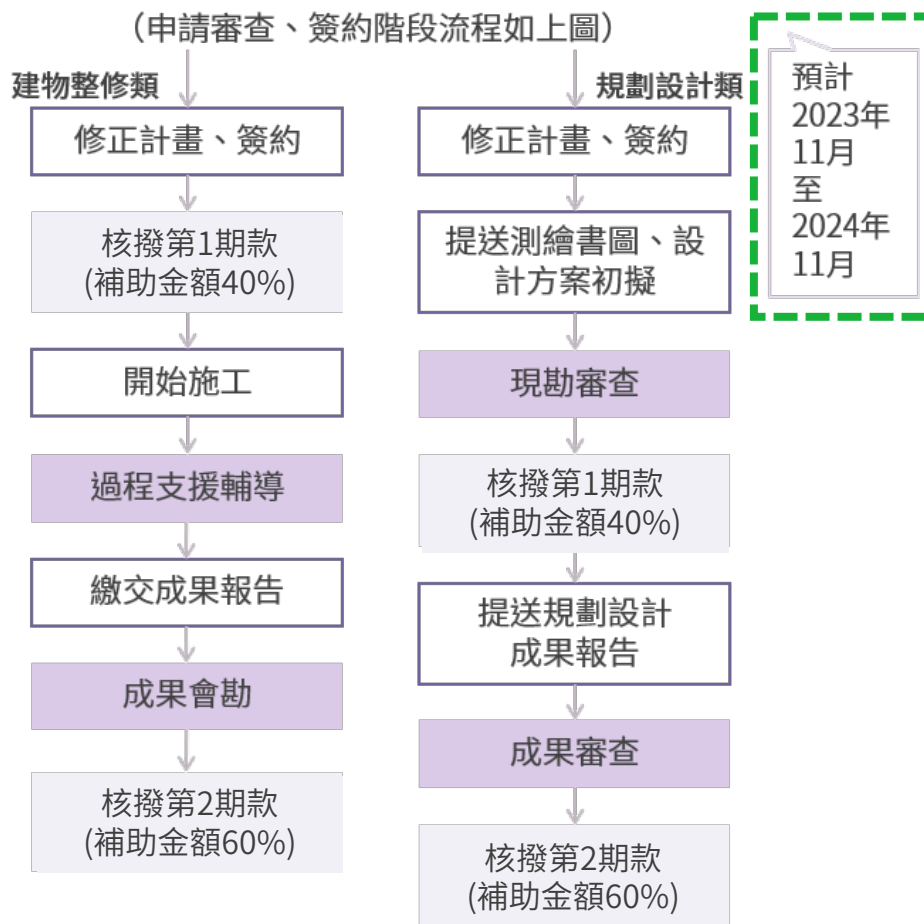 （申請審查、簽約階段流程如上圖）
建物整修類
修正計畫、簽約
核撥第1期款
(補助金額40%)
開始施工
過程支援輔導
繳交成果報告
成果會勘
核撥第2期款
(補助金額60%)
規劃設計類
修正計畫、簽約
提送測繪書圖、設
計方案初擬
現勘審查
核撥第1期款
(補助金額40%)
提送規劃設計
成果報告
成果審查
核撥第2期款
(補助金額60%)
預計
2023年
11月
至
2024年
11月